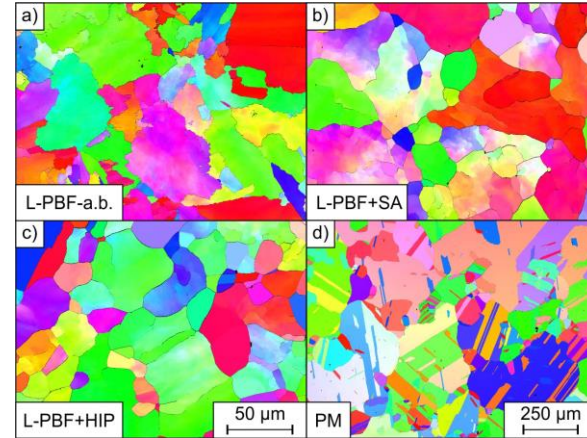 a)
L-PBF-a.b.
b)
L-PBF+SA
c)
L-PBF+HIP
50 µm
d)
PM
250 µm